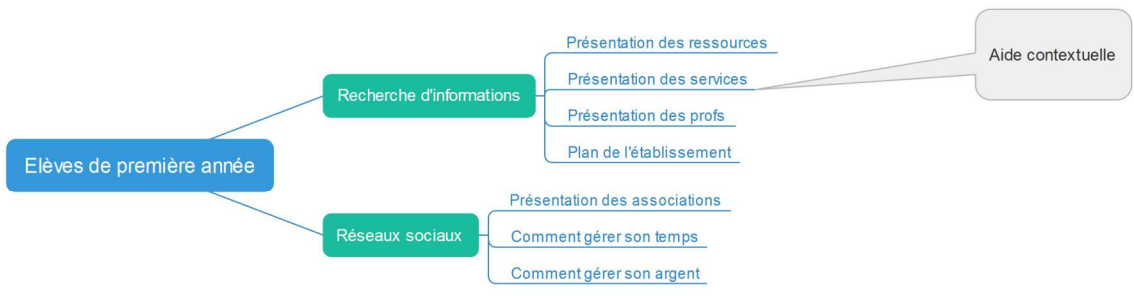 Elèves de première année
Recherche d'informations
Présentation des ressources
Présentation des services
Aide contextuelle
Présentation des profs
Plan de l'établissement
Réseaux sociaux
Présentation des associations
Comment gérer son temps
Comment gérer son argent